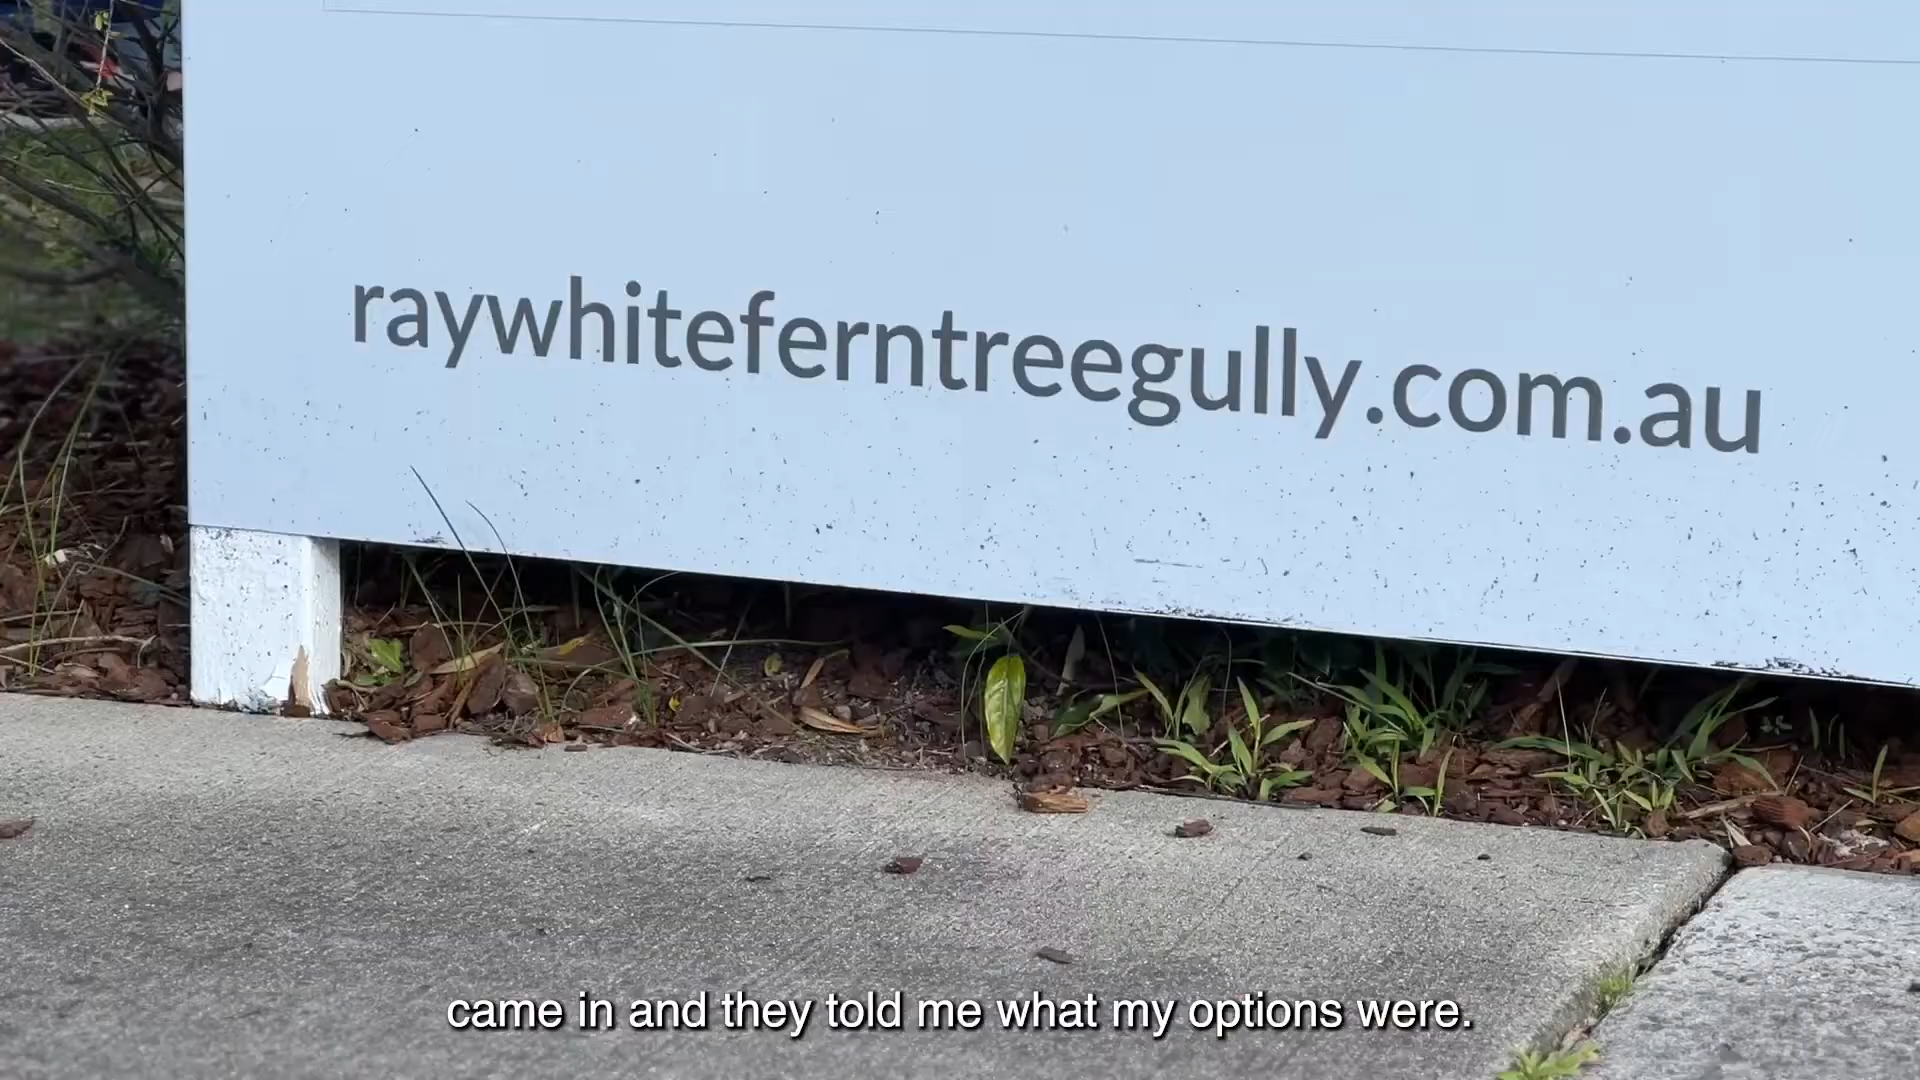 raywhiteferntreegully.com.au
came in and they told me what my options were.